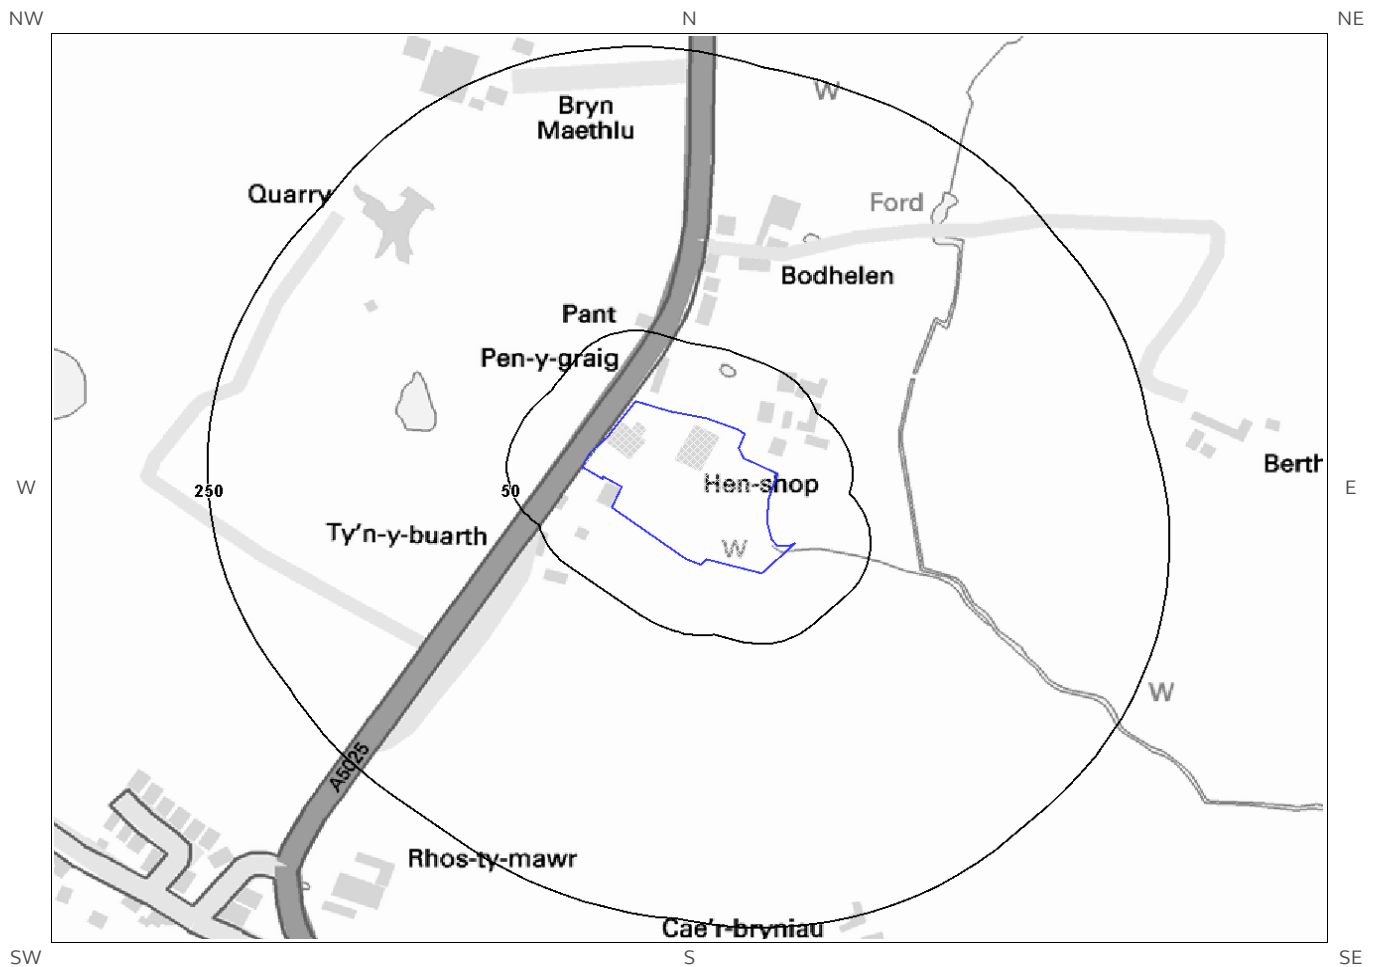 NW
N
NE
W
Bryn
Maethlu
Quarry
Ford
Bodhelen
Pant
Pen-y-graig
Berth
Hen-shop
W
250
50
E
Ty'n-y-buarth
W
W
A5025
Rhos-ty-mawr
Cae'r-bryniau
SW
S
SE